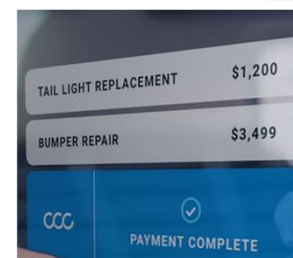 TAIL LIGHT REPLACEMENT $1,200
BUMPER REPAIR $3,499
CCC
PAYMENT COMPLETE